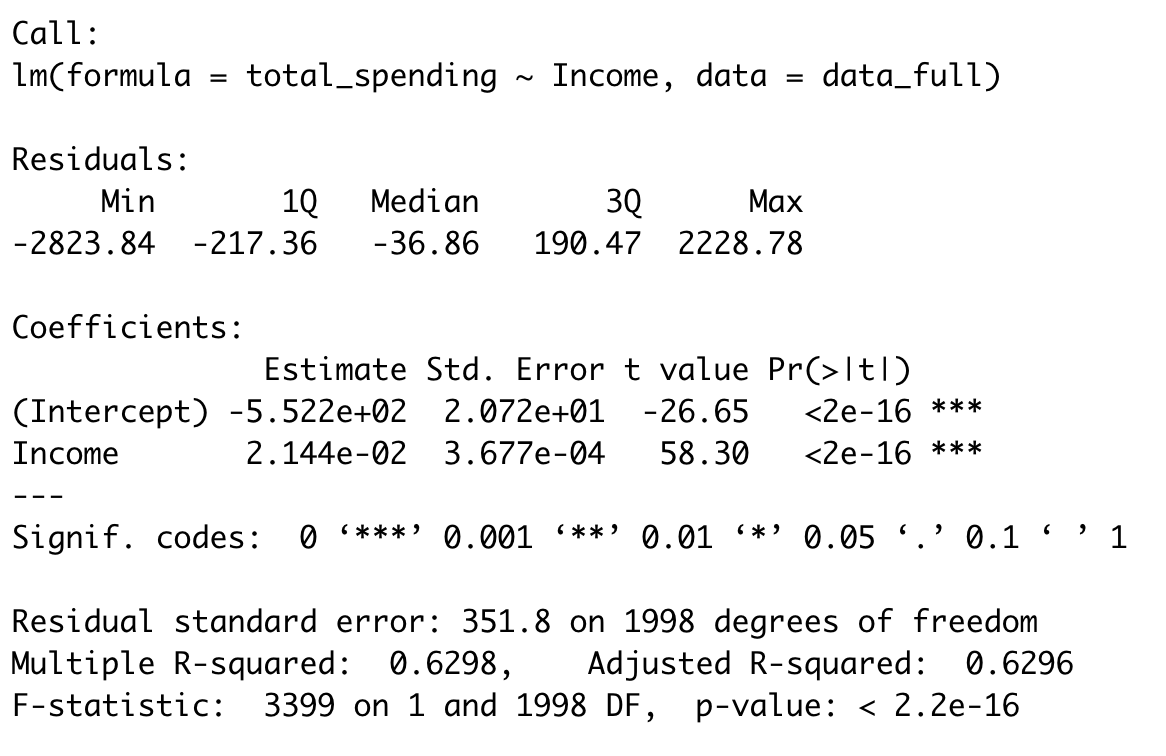 Call:
lm(formula = total_spending ~ Income, data = data_full)
Residuals:
     Min       1Q   Median       3Q      Max
-2823.84  -217.36   -36.86   190.47  2228.78
Coefficients:
              Estimate Std. Error t value Pr(>|t|)
(Intercept) -5.522e+02  2.072e+01  -26.65   <2e-16 ***
Income       2.144e-02  3.677e-04   58.30   <2e-16 ***
---
Signif. codes:  0 ‘***’ 0.001 ‘**’ 0.01 ‘*’ 0.05 ‘.’ 0.1 ‘ ’ 1
Residual standard error: 351.8 on 1998 degrees of freedom
Multiple R-squared:  0.6298,    Adjusted R-squared:  0.6296
F-statistic:  3399 on 1 and 1998 DF,  p-value: < 2.2e-16